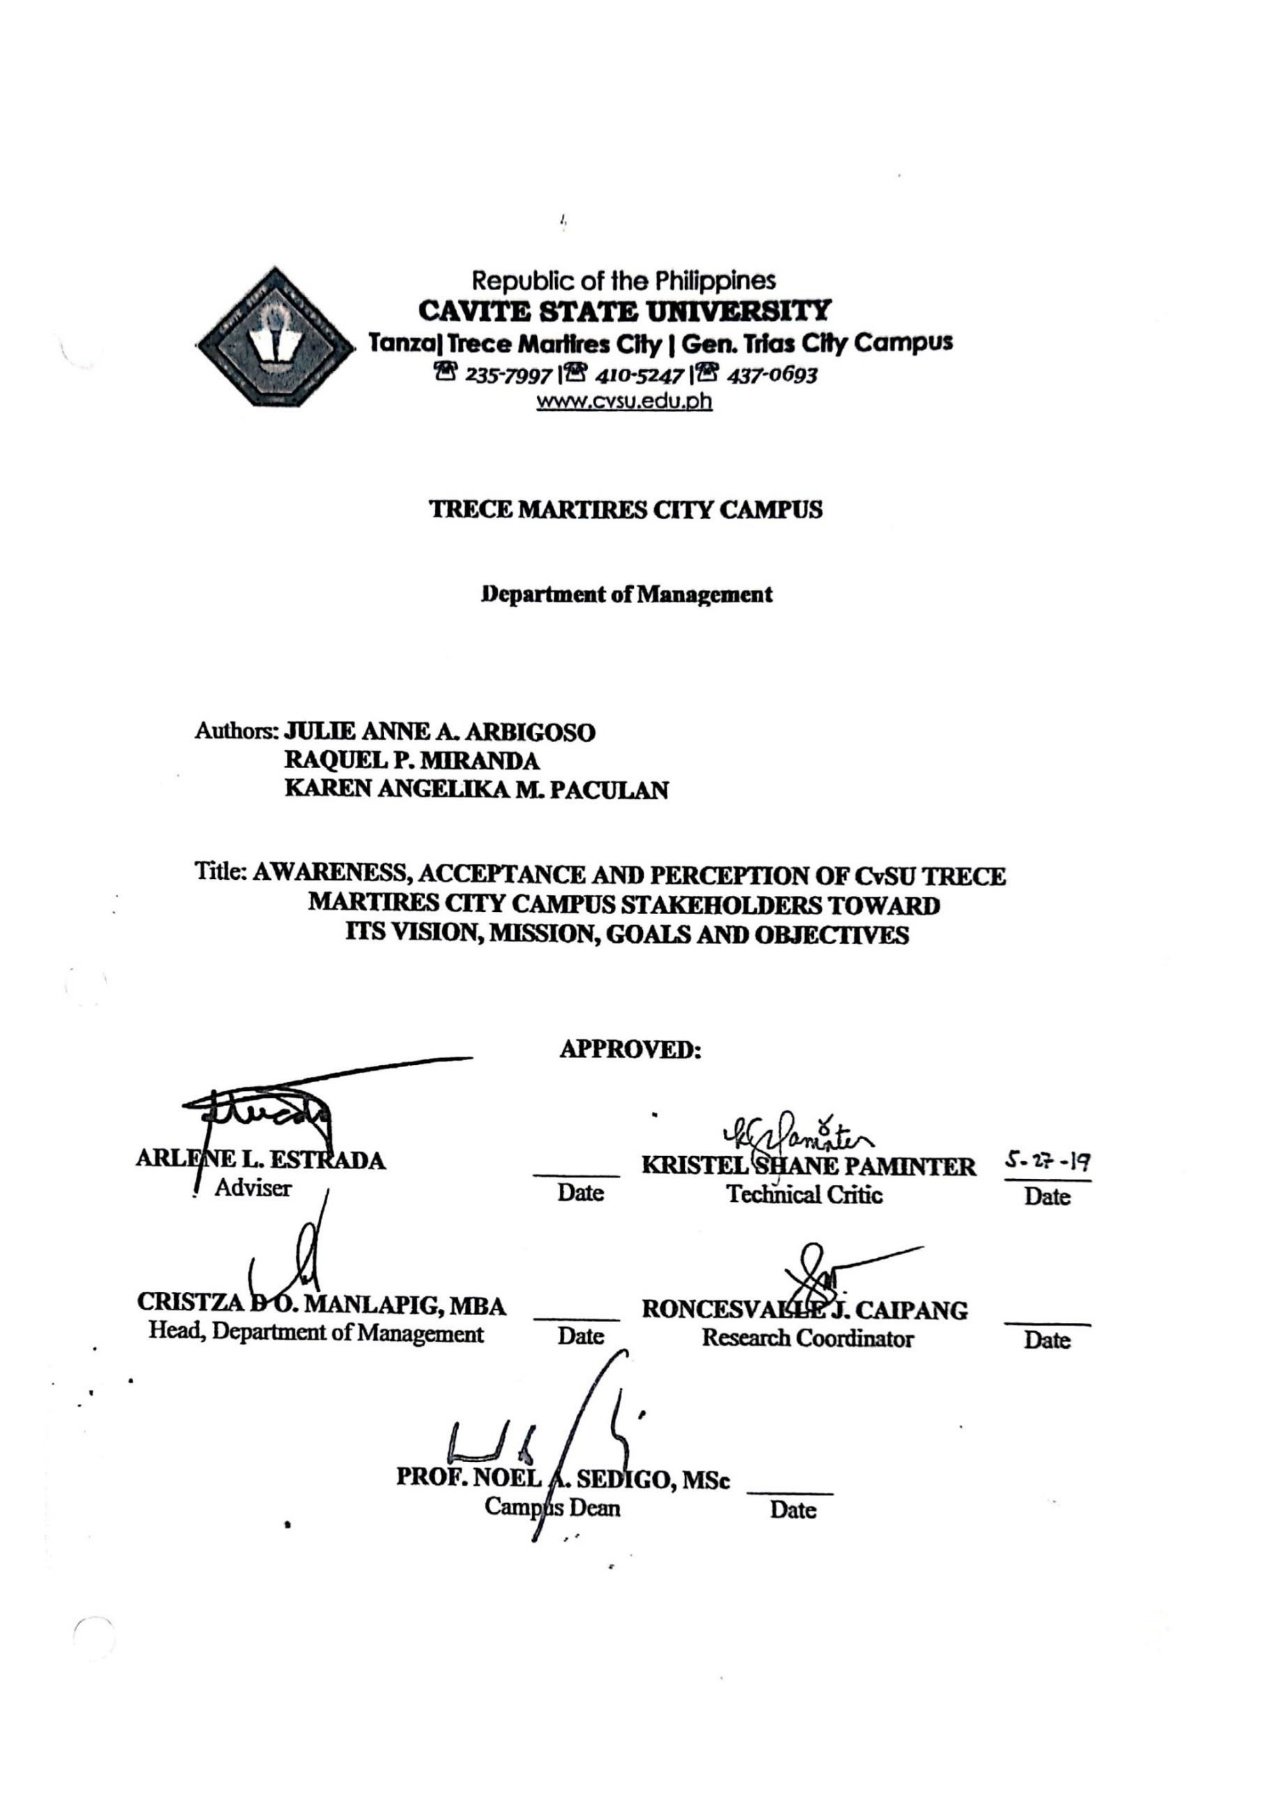 Republic of the Philippines
CAVITE STATE UNIVERSITY
Tanza| Trece Martires City | Gen. Trias City Campus
☎ 235-7997 |☎ 410-5247 |☎ 437-0693
www.cvsu.edu.ph
TRECE MARTIRES CITY CAMPUS
Department of Management
Authors: JULIE ANNE A. ARBIGOSO
RAQUEL P. MIRANDA
KAREN ANGELIKA M. PACULAN
Title: AWARENESS, ACCEPTANCE AND PERCEPTION OF CvSU TRECE
MARTIRES CITY CAMPUS STAKEHOLDERS TOWARD
ITS VISION, MISSION, GOALS AND OBJECTIVES
APPROVED:
ARLENE L. ESTRADA
Adviser
Date
KRISTEL SHANE PAMINTER 5-27-19
Technical Critic
Date
CRISTZA D O. MANLAPIG, MBA
Head, Department of Management
Date
RONCESVALLE J. CAIPANG
Research Coordinator
Date
PROF. NOEL A. SEDIGO, MSc
Campus Dean
Date